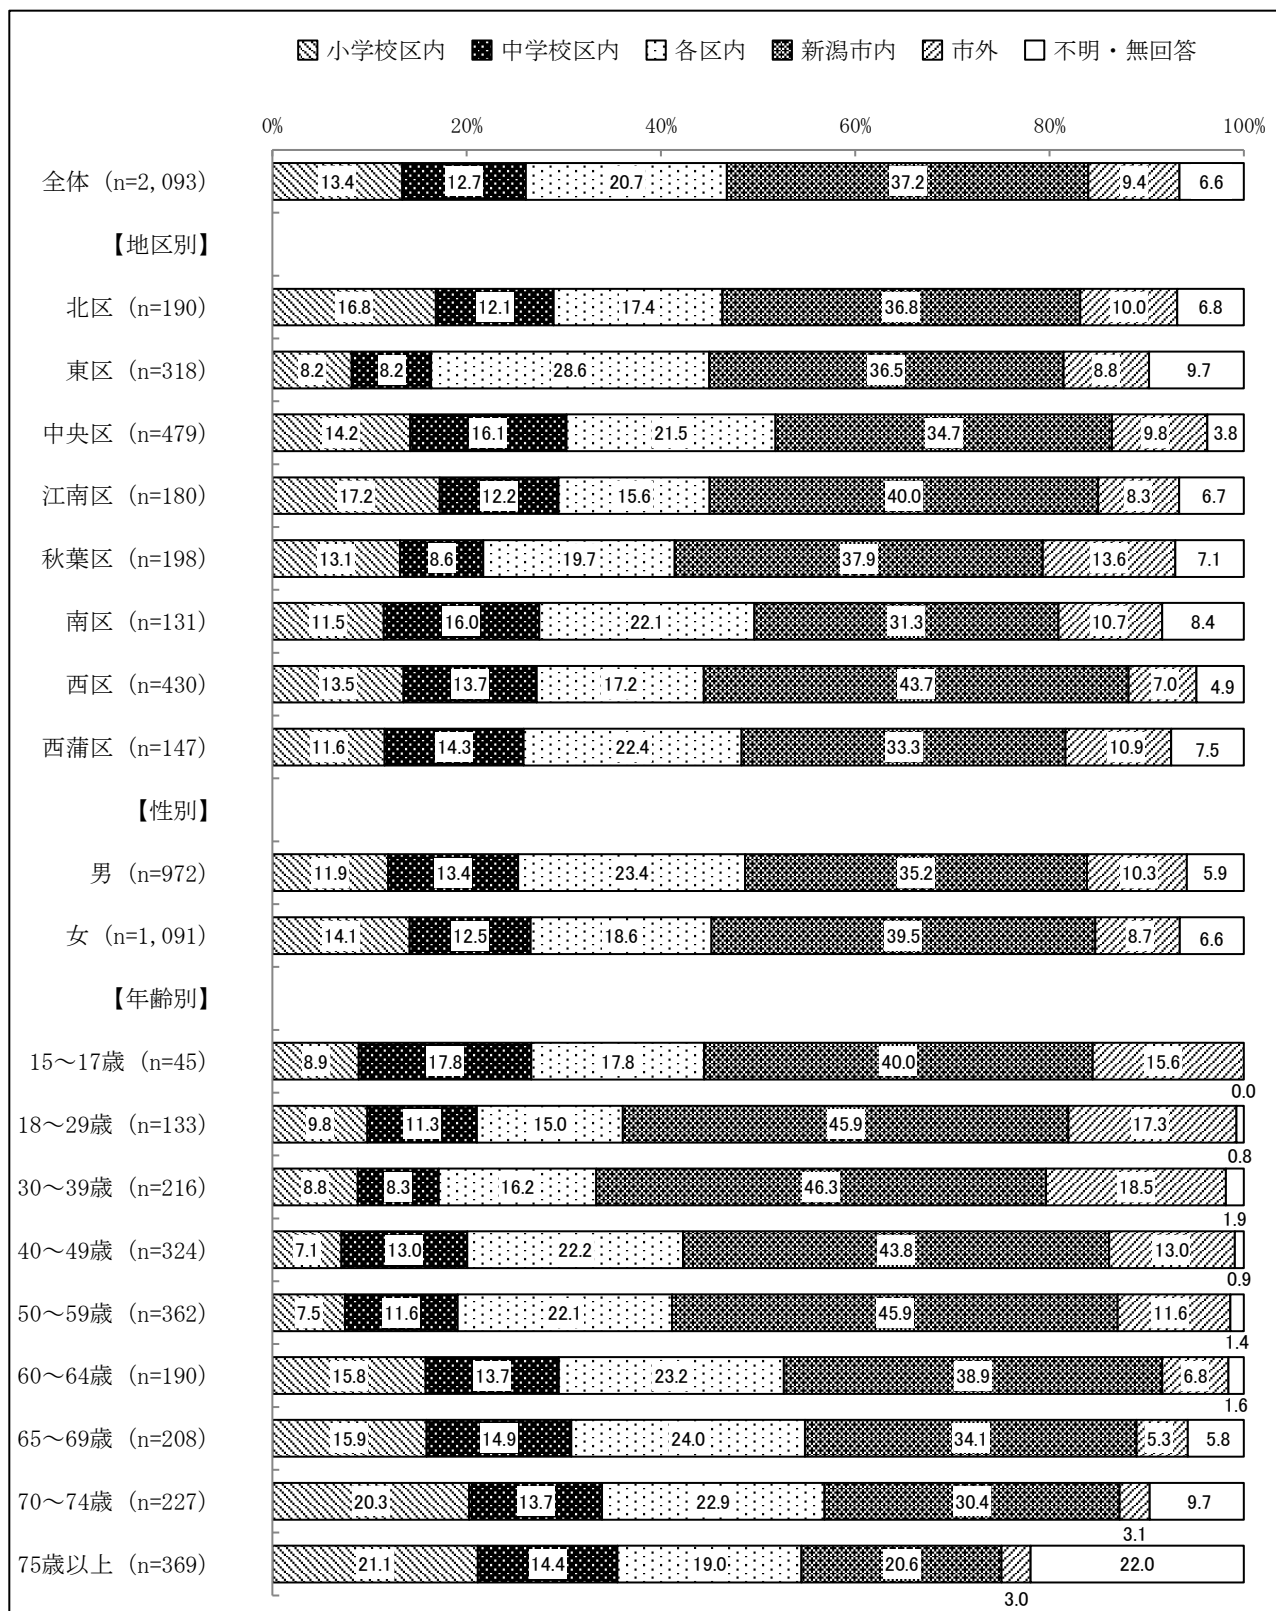 小学校区内 中学校区内 各区内 新潟市内 市外 不明・無回答
0% 20% 40% 60% 80% 100%
全体 (n=2,093) 13.4 12.7 20.7 37.2 9.4 6.6
【地区別】
北区 (n=190) 16.8 12.1 17.4 36.8 10.0 6.8
東区 (n=318) 8.2 8.2 28.6 36.5 8.8 9.7
中央区 (n=479) 14.2 16.1 21.5 34.7 9.8 3.8
江南区 (n=180) 17.2 12.2 15.6 40.0 8.3 6.7
秋葉区 (n=198) 13.1 8.6 19.7 37.9 13.6 7.1
南区 (n=131) 11.5 16.0 22.1 31.3 10.7 8.4
西区 (n=430) 13.5 13.7 17.2 43.7 7.0 4.9
西蒲区 (n=147) 11.6 14.3 22.4 33.3 10.9 7.5
【性別】
男 (n=972) 11.9 13.4 23.4 35.2 10.3 5.9
女 (n=1,091) 14.1 12.5 18.6 39.5 8.7 6.6
【年齢別】
15～17歳 (n=45) 8.9 17.8 17.8 40.0 15.6 0.0
18～29歳 (n=133) 9.8 11.3 15.0 45.9 17.3 0.8
30～39歳 (n=216) 8.8 8.3 16.2 46.3 18.5 1.9
40～49歳 (n=324) 7.1 13.0 22.2 43.8 13.0 0.9
50～59歳 (n=362) 7.5 11.6 22.1 45.9 11.6 1.4
60～64歳 (n=190) 15.8 13.7 23.2 38.9 6.8 1.6
65～69歳 (n=208) 15.9 14.9 24.0 34.1 5.3 5.8
70～74歳 (n=227) 20.3 13.7 22.9 30.4 3.1 9.7
75歳以上 (n=369) 21.1 14.4 19.0 20.6 3.0 22.0